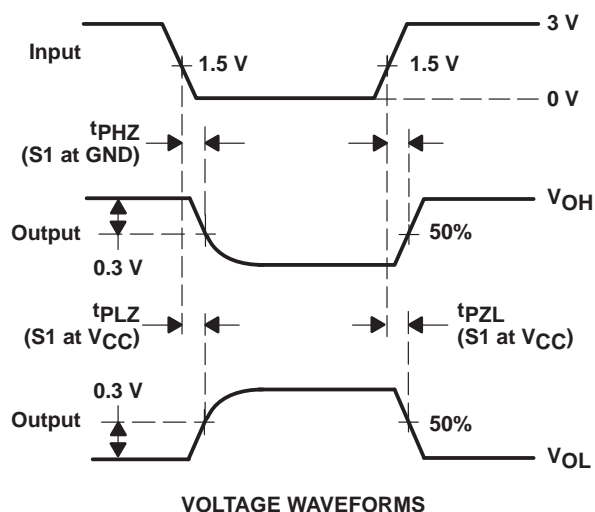 3 V
Input
1.5 V
1.5 V
0 V
tPHZ
(S1 at GND)
VOH
Output
50%
0.3 V
tPLZ
(S1 at VCC)
tPZL
(S1 at VCC)
0.3 V
Output
50%
VOL
VOLTAGE WAVEFORMS